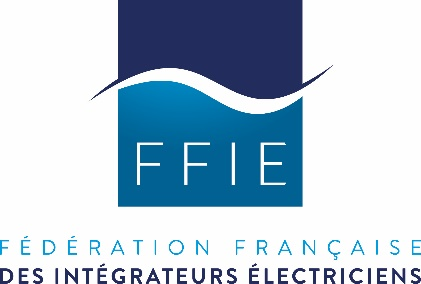 FFIE
FÉDÉRATION FRANÇAISE
DES INTÉGRATEURS ÉLECTRICIENS